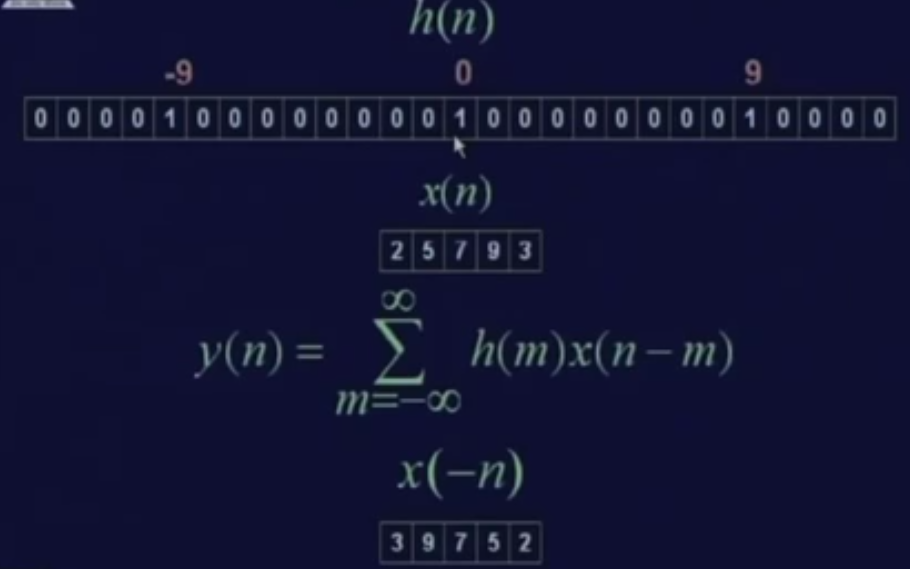 h(n)
-9 0 9
0 0 0 0 1 0 0 0 0 0 0 0 0 1 0 0 0 0 0 0 0 0 1 0 0 0 0
x(n)
2 5 7 9 3
∞
y(n) = ∑ h(m)x(n−m)
m=−∞
x(−n)
3 9 7 5 2